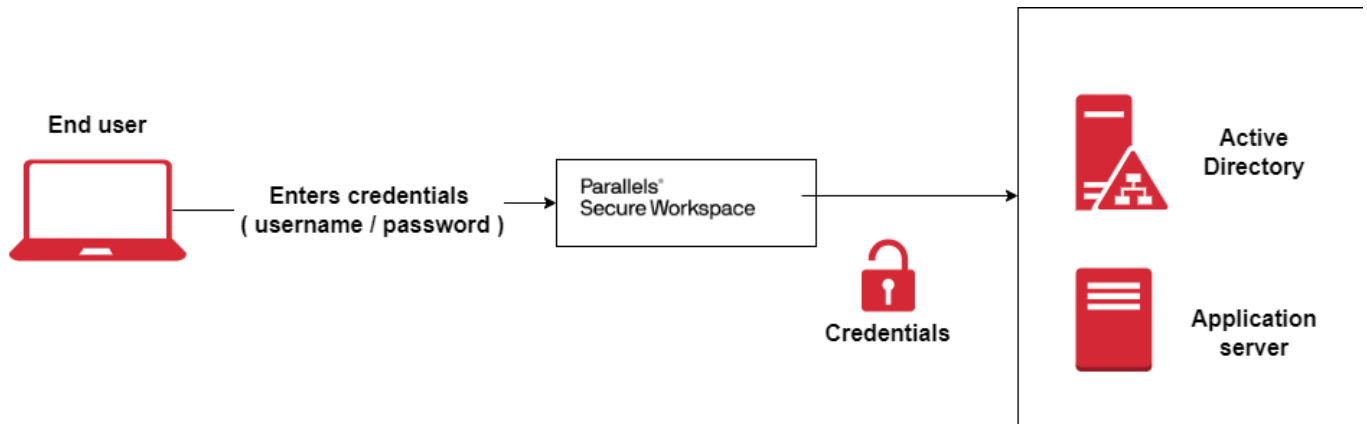 End user
Enters credentials
( username / password )
Parallels®
Secure Workspace
Credentials
Active
Directory
Application
server